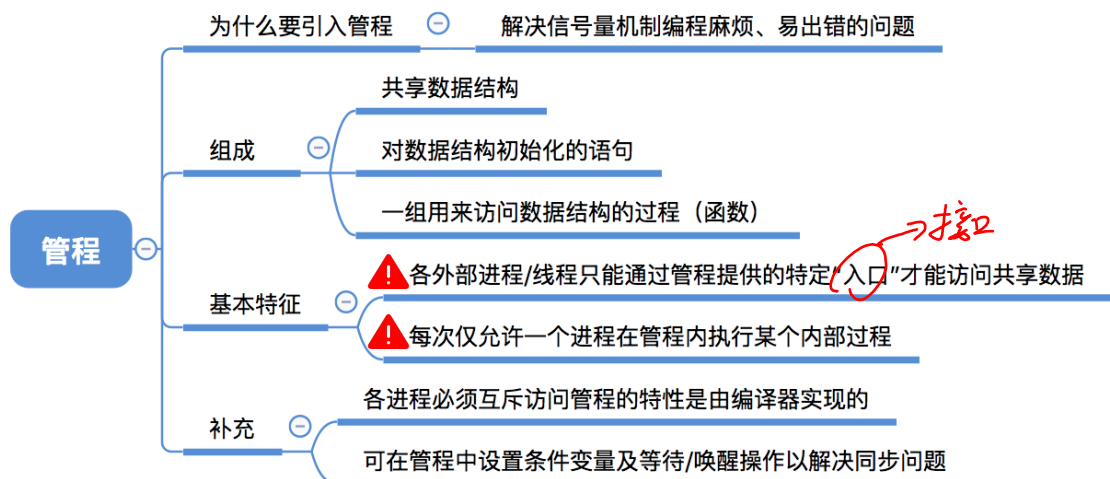 为什么要引入管程
解决信号量机制编程麻烦、易出错的问题
共享数据结构
组成
对数据结构初始化的语句
一组用来访问数据结构的过程（函数）
接口
管程
各外部进程/线程只能通过管程提供的特定“入口”才能访问共享数据
基本特征
每次仅允许一个进程在管程内执行某个内部过程
各进程必须互斥访问管程的特性是由编译器实现的
补充
可在管程中设置条件变量及等待/唤醒操作以解决同步问题